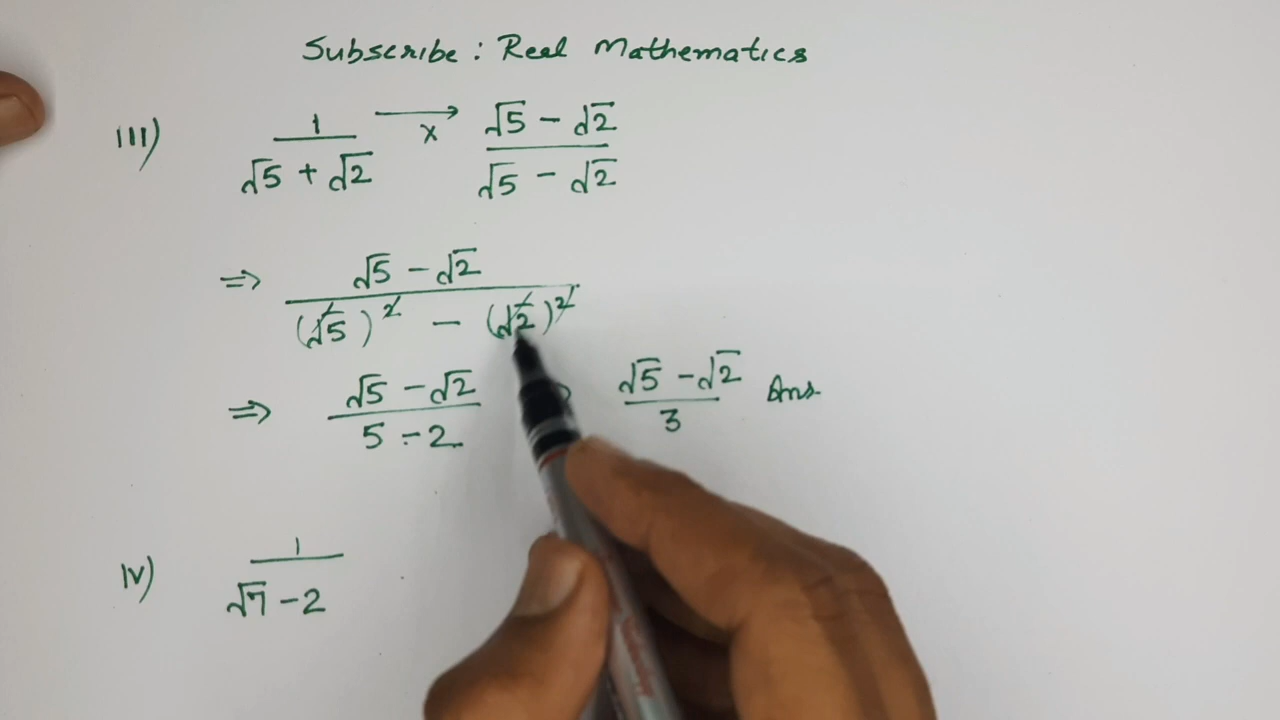 Subscribe: Real Mathematics
III) 1/(√5 + √2) →× (√5 − √2)/(√5 − √2)
⇒ (√5 − √2)/((√5)² − (√2)²)
⇒ (√5 − √2)/(5 − 2) ⇒ (√5 − √2)/3 Ans.
IV) 1/(√7 − 2)